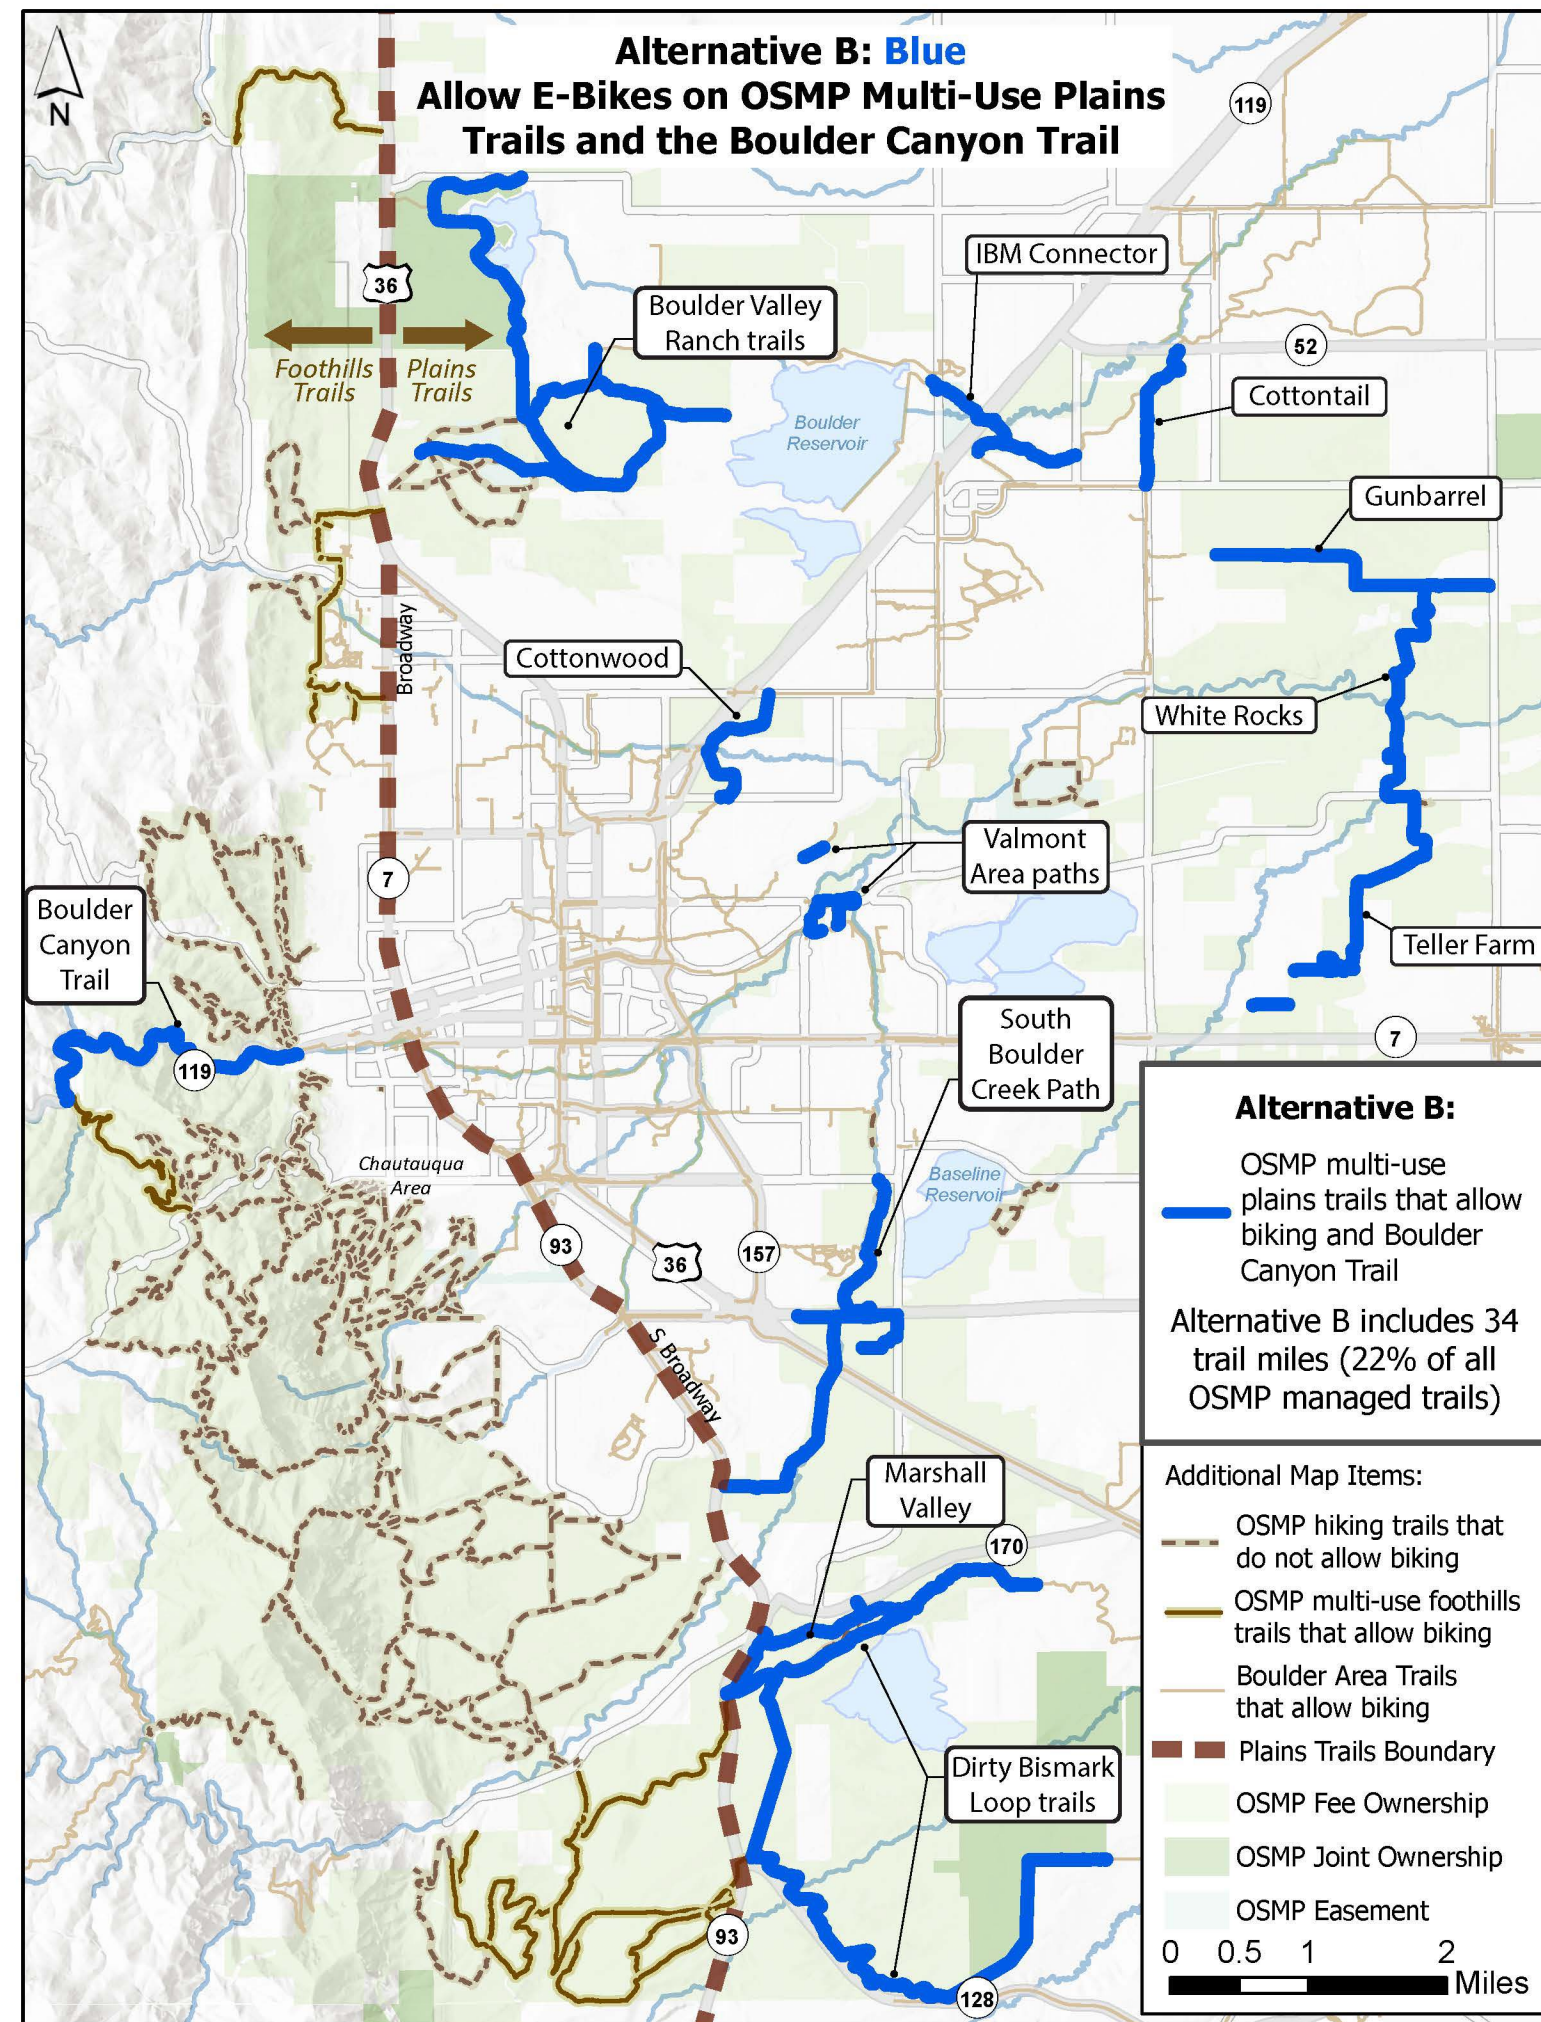 Alternative B: Blue
Allow E-Bikes on OSMP Multi-Use Plains
Trails and the Boulder Canyon Trail
N
119
36
IBM Connector
Boulder Valley
Ranch trails
52
Foothills
Trails
Plains
Trails
Cottontail
Boulder
Reservoir
Gunbarrel
Broadway
Cottonwood
White Rocks
Valmont
Area paths
7
Boulder
Canyon
Trail
Teller Farm
South
Boulder
Creek Path
7
119
Chautauqua
Area
Baseline
Reservoir
93
36
157
S Broadway
Marshall
Valley
170
Dirty Bismark
Loop trails
93
128
Alternative B:
OSMP multi-use
plains trails that allow
biking and Boulder
Canyon Trail
Alternative B includes 34
trail miles (22% of all
OSMP managed trails)
Additional Map Items:
OSMP hiking trails that
do not allow biking
OSMP multi-use foothills
trails that allow biking
Boulder Area Trails
that allow biking
Plains Trails Boundary
OSMP Fee Ownership
OSMP Joint Ownership
OSMP Easement
0 0.5 1 2
Miles